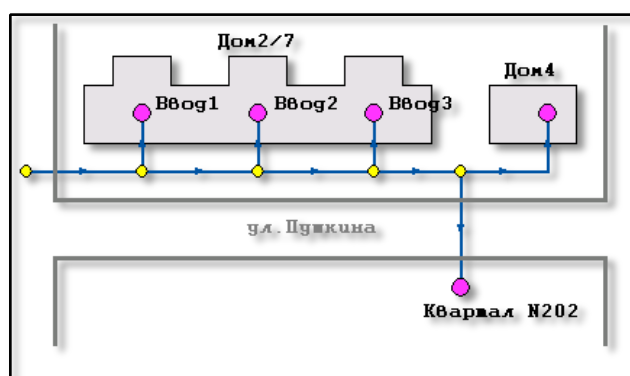 Дом2/7
Дом4
Ввод1 Ввод2 Ввод3
ул.Пушкина
Квартал N202